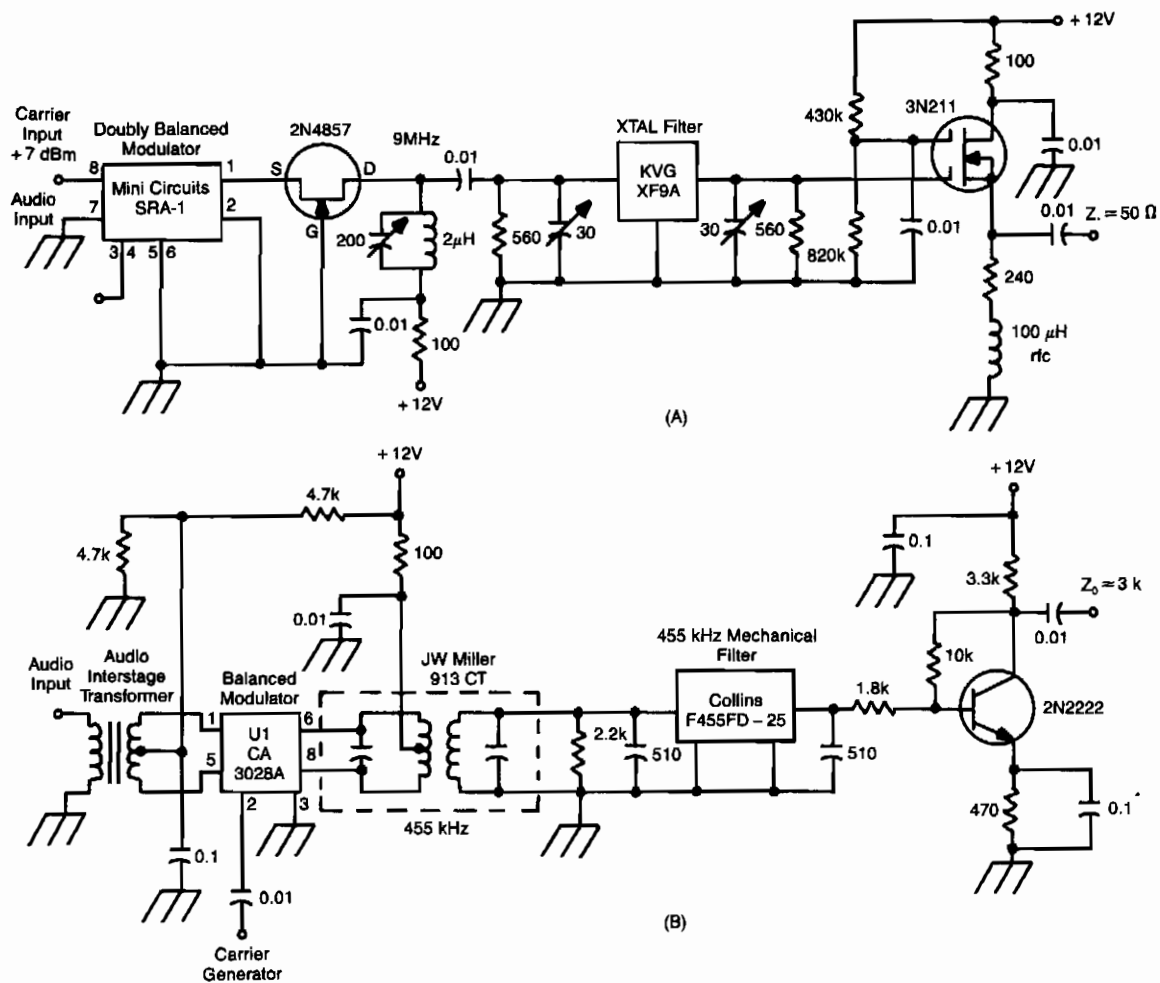 +12V
100
3N211
430k
XTAL Filter
Carrier
Input
+7 dBm
Doubly Balanced
Modulator
2N4857
9MHz
0.01
0.01
8
1
S
D
KVG
XF9A
Mini Circuits
SRA-1
Audio
Input
7
2
G
0.01
200
2μH
560
30
30
560
820k
0.01
3 4
5
6
240
0.01
100
100 μH
rfc
+12V
(A)
+12V
+12V
4.7k
4.7k
100
0.1
3.3k
Z₀≈3 k
0.01
0.01
455 kHz Mechanical
Filter
JW Miller
913 CT
Audio
Input
Audio
Interstage
Transformer
Balanced
Modulator
10k
Collins
F455FD–25
1.8k
2N2222
1
6
U1
CA
3028A
5
8
2.2k
510
510
2
3
455 kHz
470
0.1
0.1
0.01
(B)
Carrier
Generator